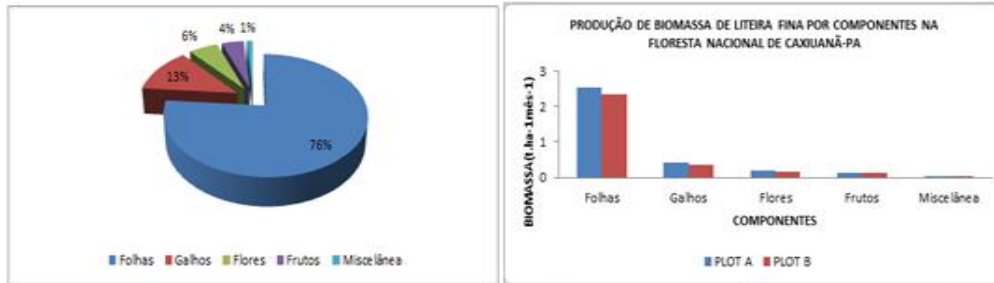 1%
4%
6%
13%
76%
Folhas Galhos Flores Frutos Miscelânea
PRODUÇÃO DE BIOMASSA DE LITEIRA FINA POR COMPONENTES NA
FLORESTA NACIONAL DE CAXIUANÃ-PA
BIOMASSA(t.ha-1mês-1)
3
2
1
0
Folhas Galhos Flores Frutos Miscelânea
COMPONENTES
PLOT A PLOT B